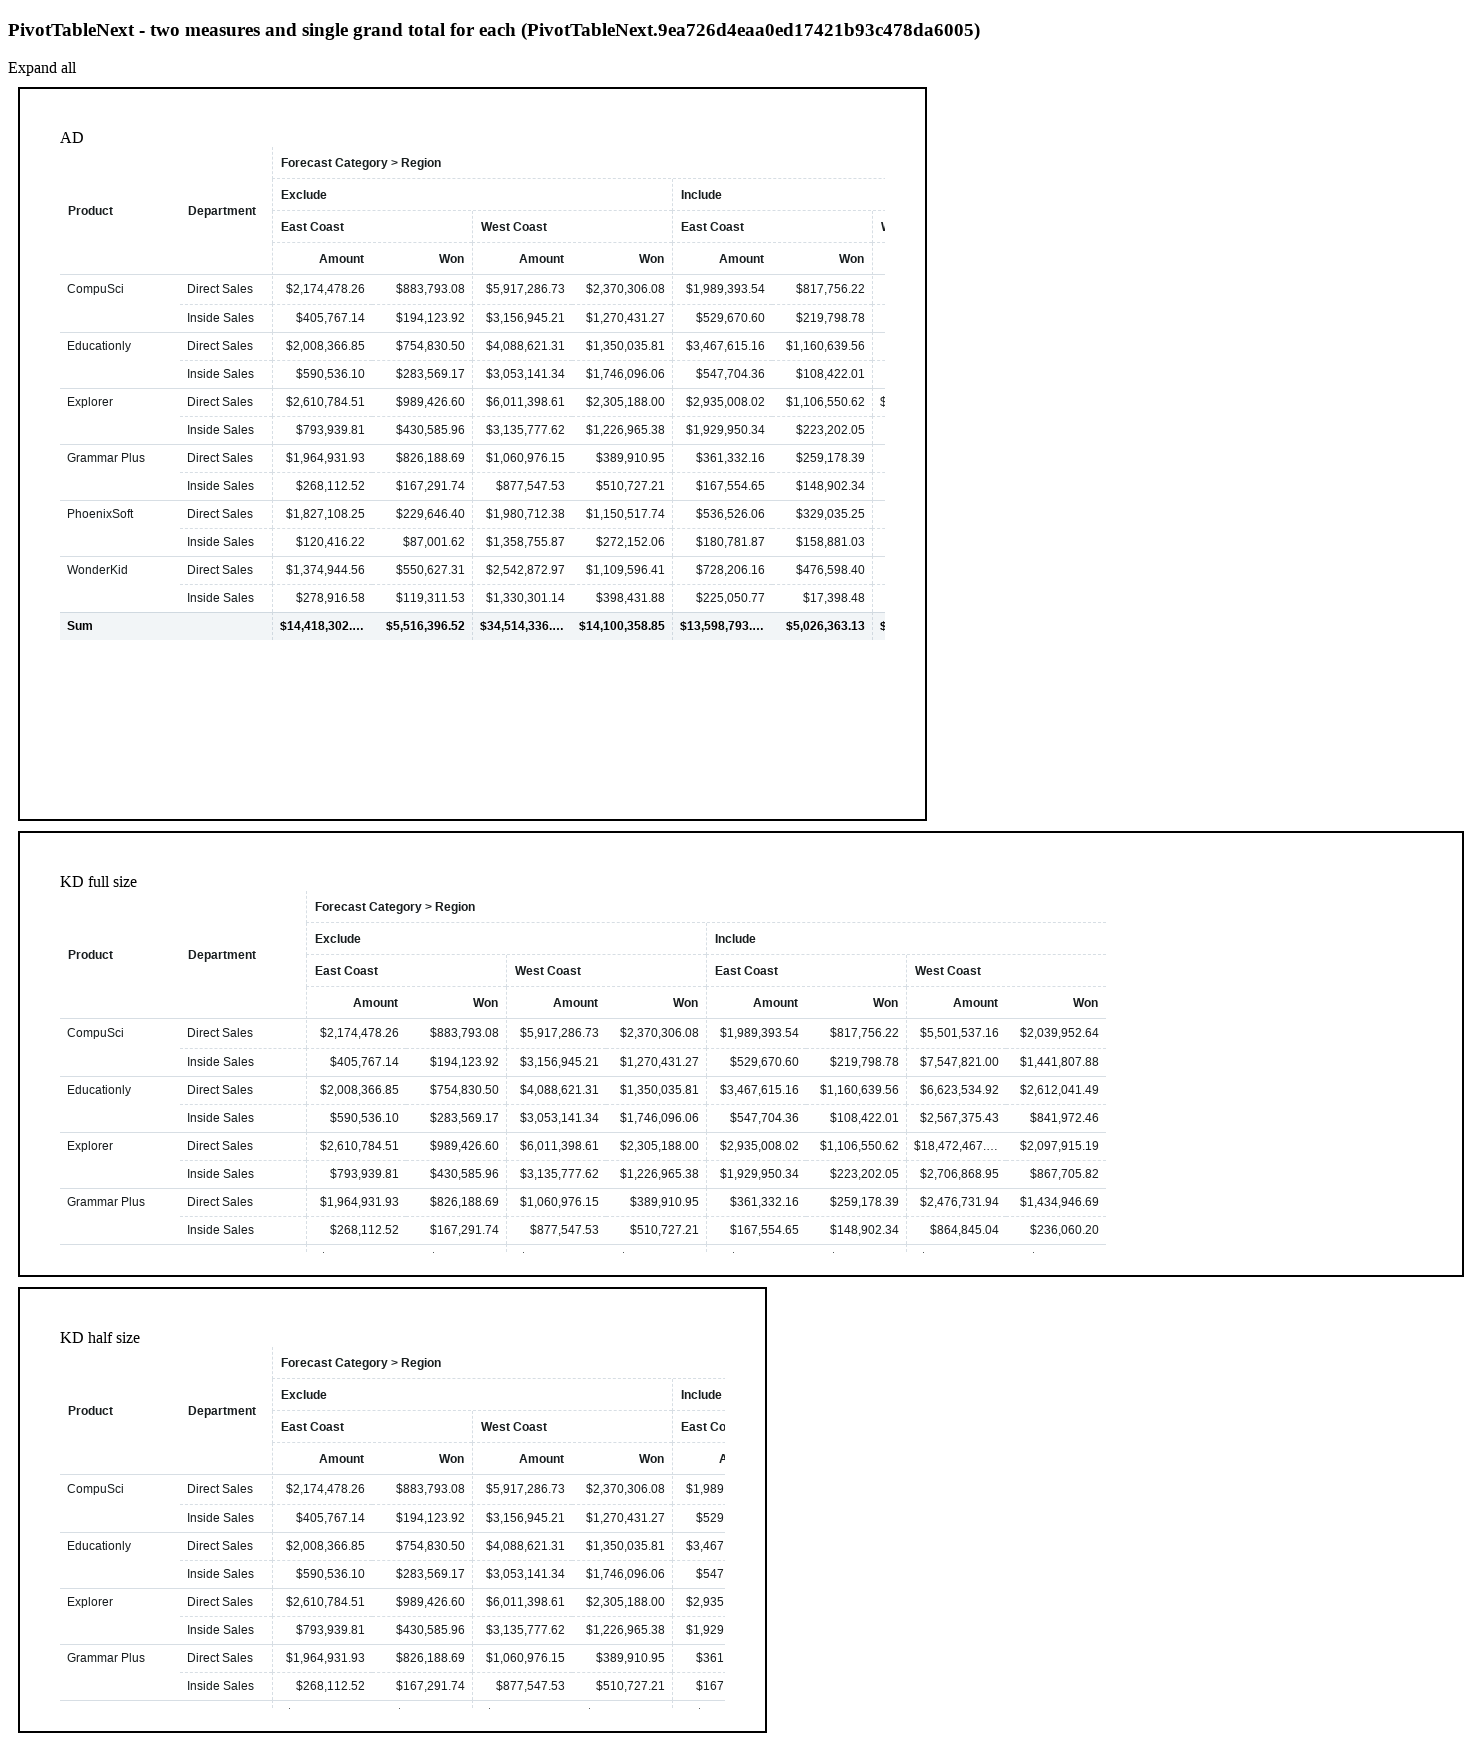 PivotTableNext - two measures and single grand total for each (PivotTableNext.9ea726d4eaa0ed17421b93c478da6005)
Expand all
AD
Forecast Category > Region
Exclude Include
Product Department
East Coast West Coast East Coast
Amount Won Amount Won Amount Won
CompuSci Direct Sales $2,174,478.26 $883,793.08 $5,917,286.73 $2,370,306.08 $1,989,393.54 $817,756.22
Inside Sales $405,767.14 $194,123.92 $3,156,945.21 $1,270,431.27 $529,670.60 $219,798.78
Educationly Direct Sales $2,008,366.85 $754,830.50 $4,088,621.31 $1,350,035.81 $3,467,615.16 $1,160,639.56
Inside Sales $590,536.10 $283,569.17 $3,053,141.34 $1,746,096.06 $547,704.36 $108,422.01
Explorer Direct Sales $2,610,784.51 $989,426.60 $6,011,398.61 $2,305,188.00 $2,935,008.02 $1,106,550.62 $
Inside Sales $793,939.81 $430,585.96 $3,135,777.62 $1,226,965.38 $1,929,950.34 $223,202.05
Grammar Plus Direct Sales $1,964,931.93 $826,188.69 $1,060,976.15 $389,910.95 $361,332.16 $259,178.39
Inside Sales $268,112.52 $167,291.74 $877,547.53 $510,727.21 $167,554.65 $148,902.34
PhoenixSoft Direct Sales $1,827,108.25 $229,646.40 $1,980,712.38 $1,150,517.74 $536,526.06 $329,035.25
Inside Sales $120,416.22 $87,001.62 $1,358,755.87 $272,152.06 $180,781.87 $158,881.03
WonderKid Direct Sales $1,374,944.56 $550,627.31 $2,542,872.97 $1,109,596.41 $728,206.16 $476,598.40
Inside Sales $278,916.58 $119,311.53 $1,330,301.14 $398,431.88 $225,050.77 $17,398.48
Sum $14,418,302.… $5,516,396.52 $34,514,336.… $14,100,358.85 $13,598,793.… $5,026,363.13 $
KD full size
Forecast Category > Region
Exclude Include
Product Department
East Coast West Coast East Coast West Coast
Amount Won Amount Won Amount Won Amount Won
CompuSci Direct Sales $2,174,478.26 $883,793.08 $5,917,286.73 $2,370,306.08 $1,989,393.54 $817,756.22 $5,501,537.16 $2,039,952.64
Inside Sales $405,767.14 $194,123.92 $3,156,945.21 $1,270,431.27 $529,670.60 $219,798.78 $7,547,821.00 $1,441,807.88
Educationly Direct Sales $2,008,366.85 $754,830.50 $4,088,621.31 $1,350,035.81 $3,467,615.16 $1,160,639.56 $6,623,534.92 $2,612,041.49
Inside Sales $590,536.10 $283,569.17 $3,053,141.34 $1,746,096.06 $547,704.36 $108,422.01 $2,567,375.43 $841,972.46
Explorer Direct Sales $2,610,784.51 $989,426.60 $6,011,398.61 $2,305,188.00 $2,935,008.02 $1,106,550.62 $18,472,467.… $2,097,915.19
Inside Sales $793,939.81 $430,585.96 $3,135,777.62 $1,226,965.38 $1,929,950.34 $223,202.05 $2,706,868.95 $867,705.82
Grammar Plus Direct Sales $1,964,931.93 $826,188.69 $1,060,976.15 $389,910.95 $361,332.16 $259,178.39 $2,476,731.94 $1,434,946.69
Inside Sales $268,112.52 $167,291.74 $877,547.53 $510,727.21 $167,554.65 $148,902.34 $864,845.04 $236,060.20
KD half size
Forecast Category > Region
Exclude Include
Product Department
East Coast West Coast East Co
Amount Won Amount Won
CompuSci Direct Sales $2,174,478.26 $883,793.08 $5,917,286.73 $2,370,306.08 $1,989
Inside Sales $405,767.14 $194,123.92 $3,156,945.21 $1,270,431.27 $529
Educationly Direct Sales $2,008,366.85 $754,830.50 $4,088,621.31 $1,350,035.81 $3,467
Inside Sales $590,536.10 $283,569.17 $3,053,141.34 $1,746,096.06 $547
Explorer Direct Sales $2,610,784.51 $989,426.60 $6,011,398.61 $2,305,188.00 $2,935
Inside Sales $793,939.81 $430,585.96 $3,135,777.62 $1,226,965.38 $1,929
Grammar Plus Direct Sales $1,964,931.93 $826,188.69 $1,060,976.15 $389,910.95 $361
Inside Sales $268,112.52 $167,291.74 $877,547.53 $510,727.21 $167